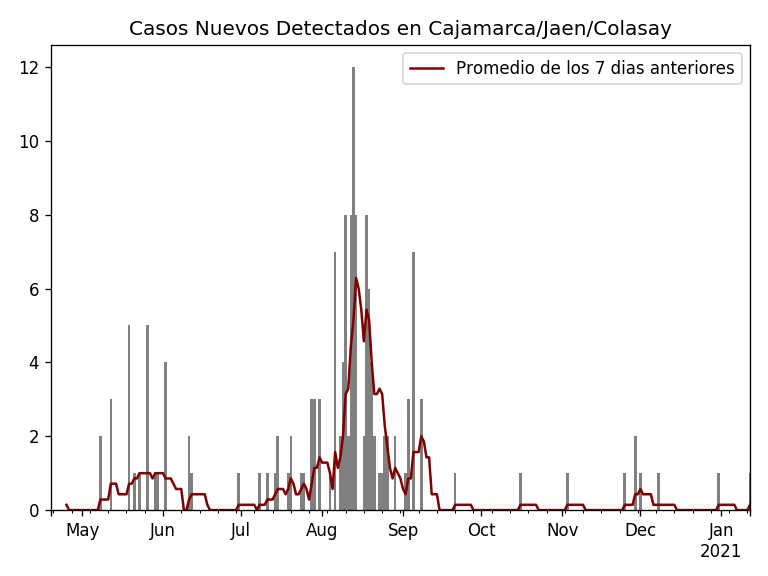 Casos Nuevos Detectados en Cajamarca/Jaen/Colasay
Promedio de los 7 dias anteriores
12
10
8
6
4
2
0
May Jun Jul Aug Sep Oct Nov Dec Jan
2021